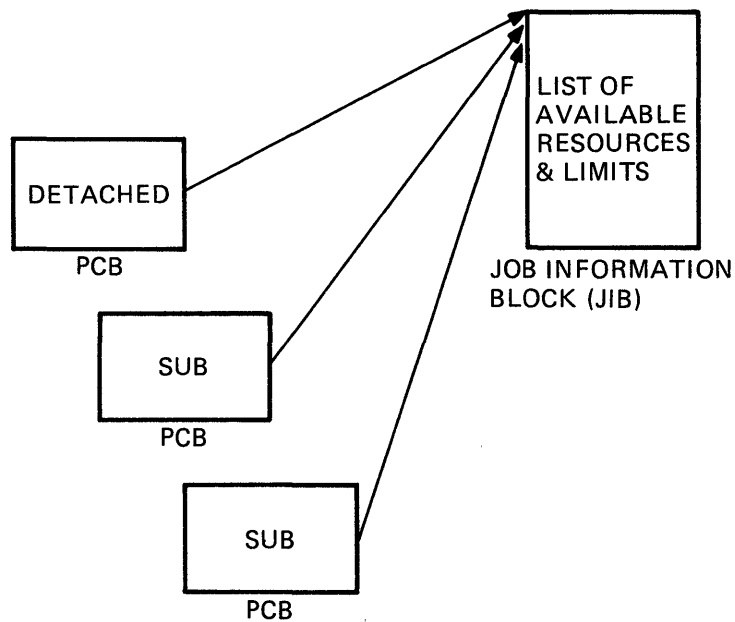 LIST OF
AVAILABLE
RESOURCES
& LIMITS
DETACHED
PCB
JOB INFORMATION
BLOCK (JIB)
SUB
PCB
SUB
PCB